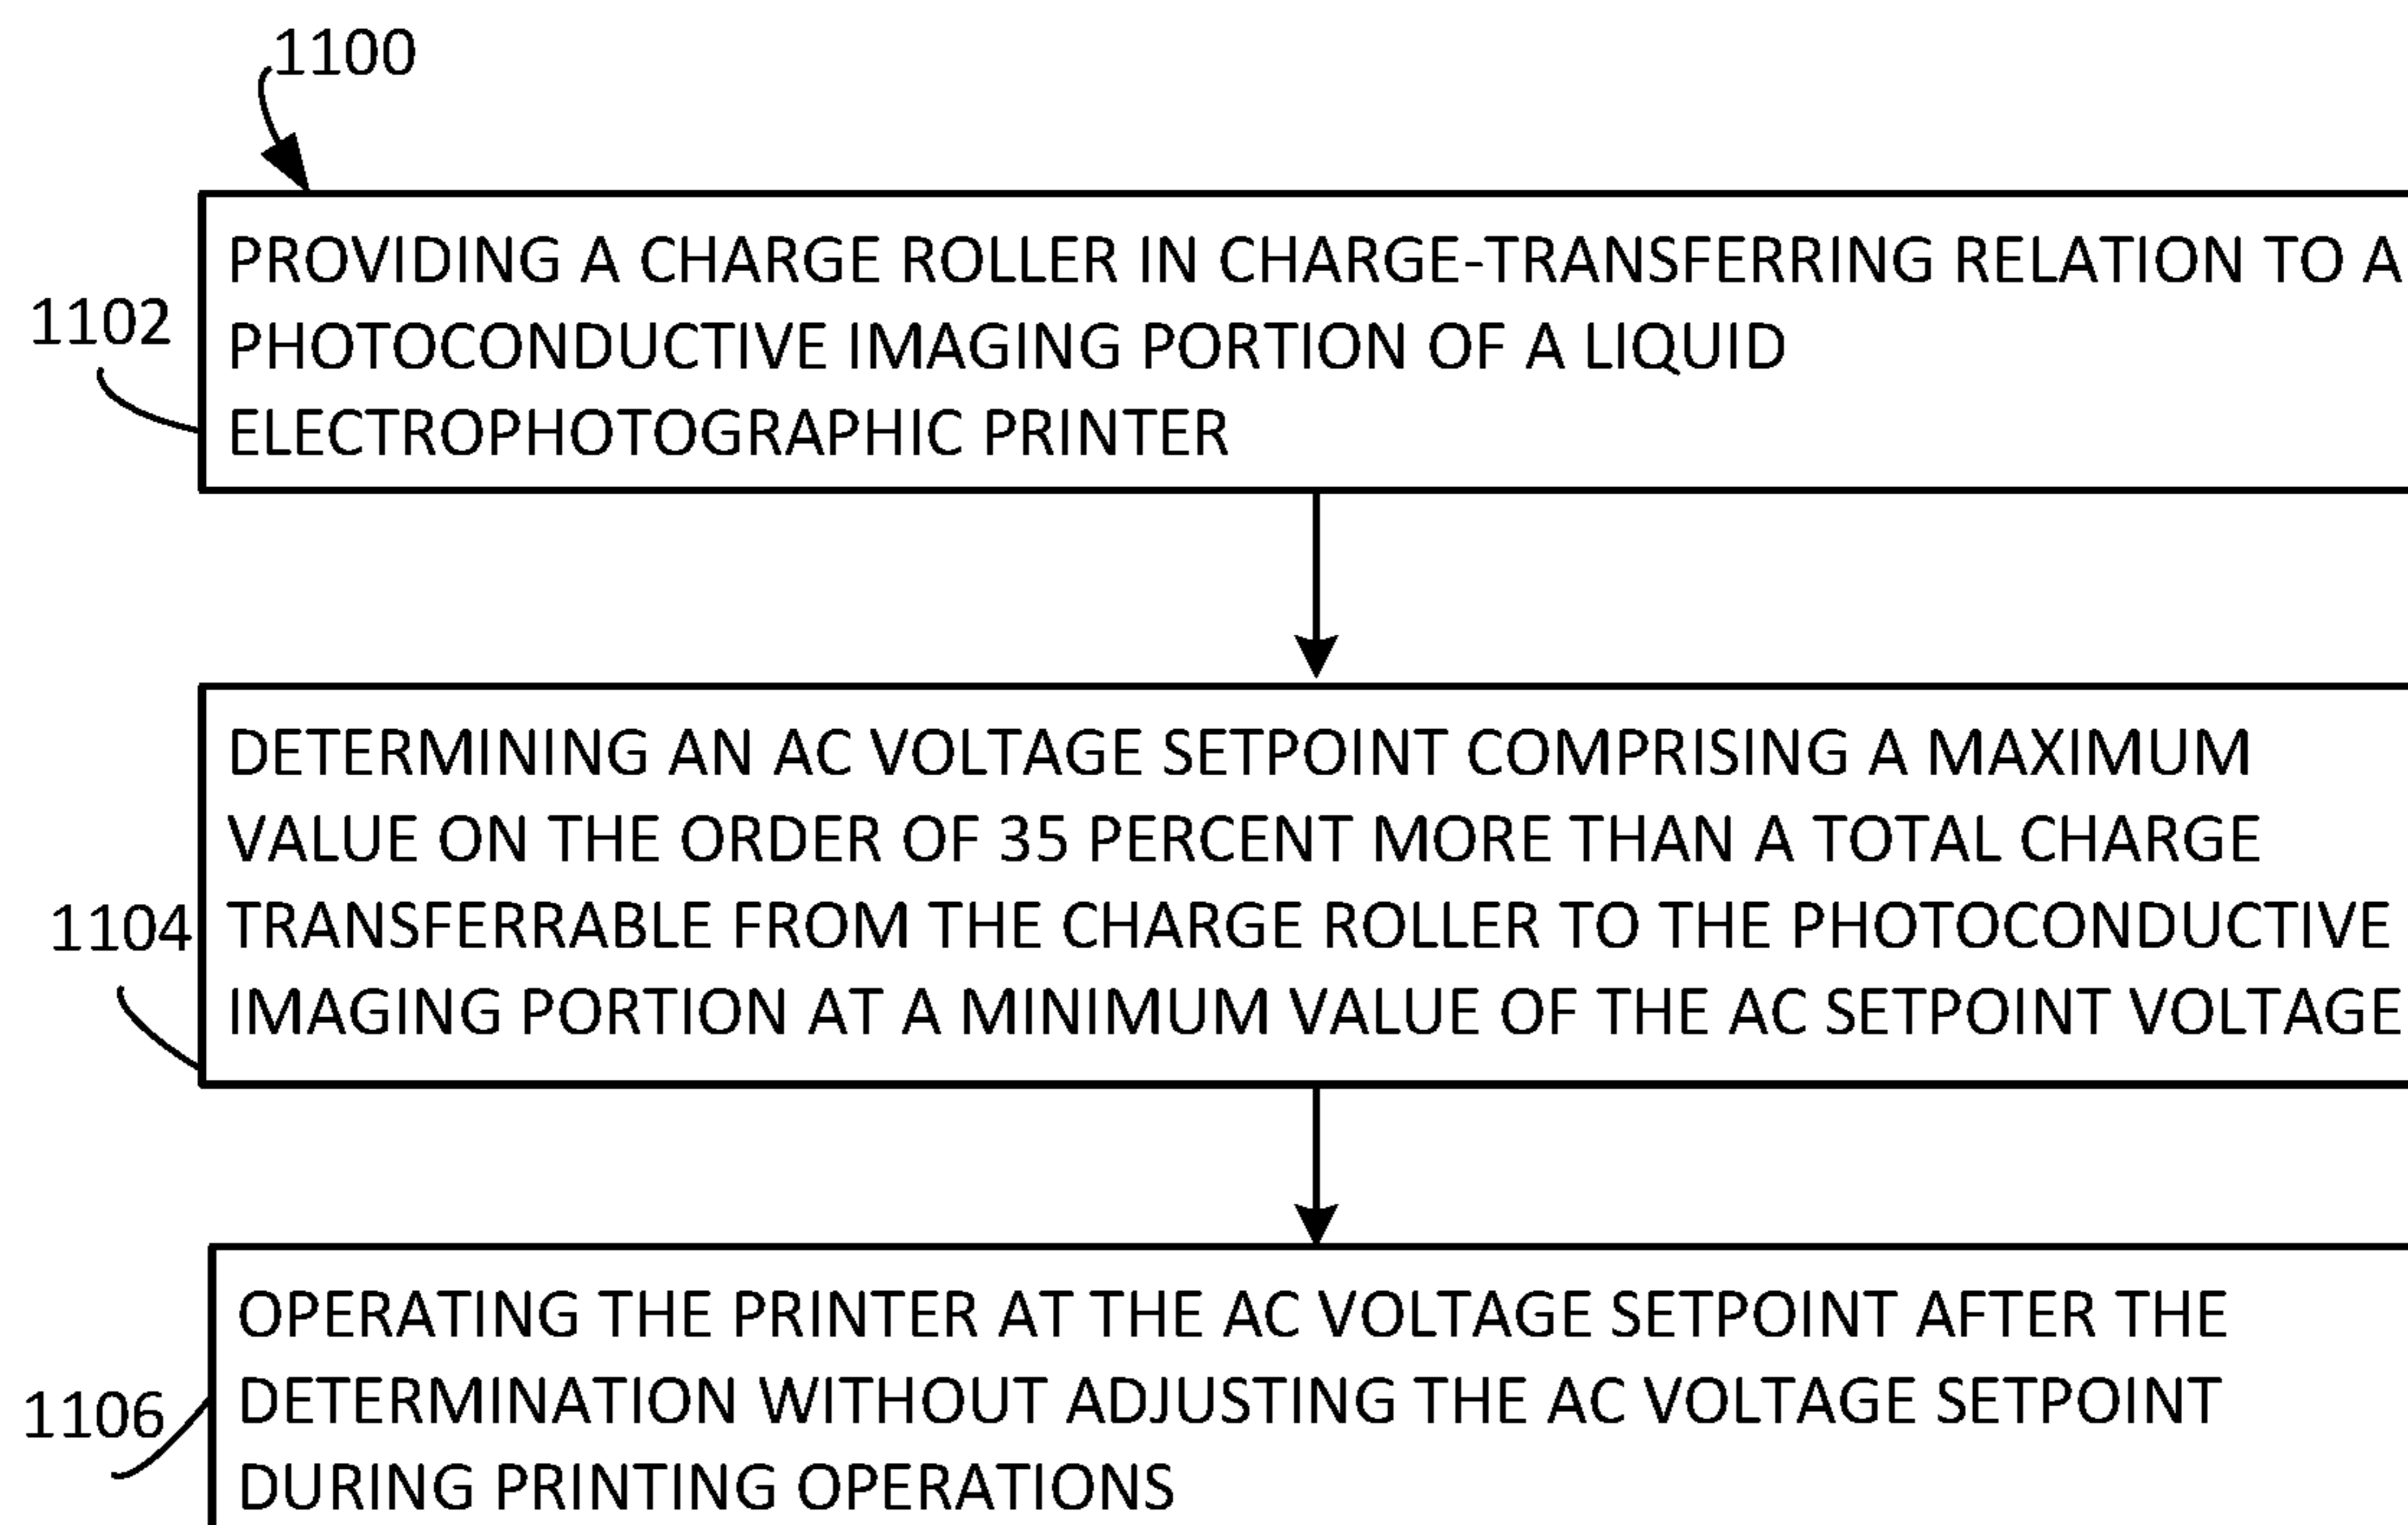 1100
PROVIDING A CHARGE ROLLER IN CHARGE-TRANSFERRING RELATION TO A
1102
PHOTOCONDUCTIVE IMAGING PORTION OF A LIQUID
ELECTROPHOTOGRAPHIC PRINTER
DETERMINING AN AC VOLTAGE SETPOINT COMPRISING A MAXIMUM
VALUE ON THE ORDER OF 35 PERCENT MORE THAN A TOTAL CHARGE
1104
TRANSFERRABLE FROM THE CHARGE ROLLER TO THE PHOTOCONDUCTIVE
IMAGING PORTION AT A MINIMUM VALUE OF THE AC SETPOINT VOLTAGE
OPERATING THE PRINTER AT THE AC VOLTAGE SETPOINT AFTER THE
1106
DETERMINATION WITHOUT ADJUSTING THE AC VOLTAGE SETPOINT
DURING PRINTING OPERATIONS